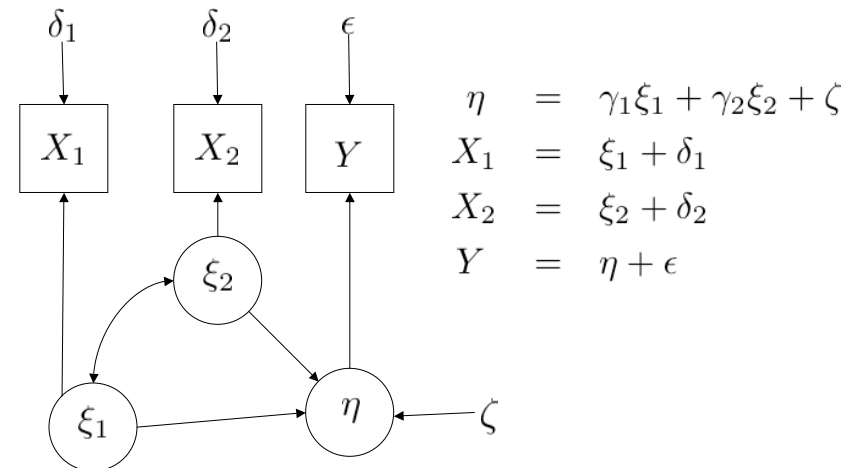 δ₁ δ₂ ϵ
X₁ X₂ Y
ξ₂
ξ₁ η ζ
η = γ₁ξ₁ + γ₂ξ₂ + ζ
X₁ = ξ₁ + δ₁
X₂ = ξ₂ + δ₂
Y = η + ϵ